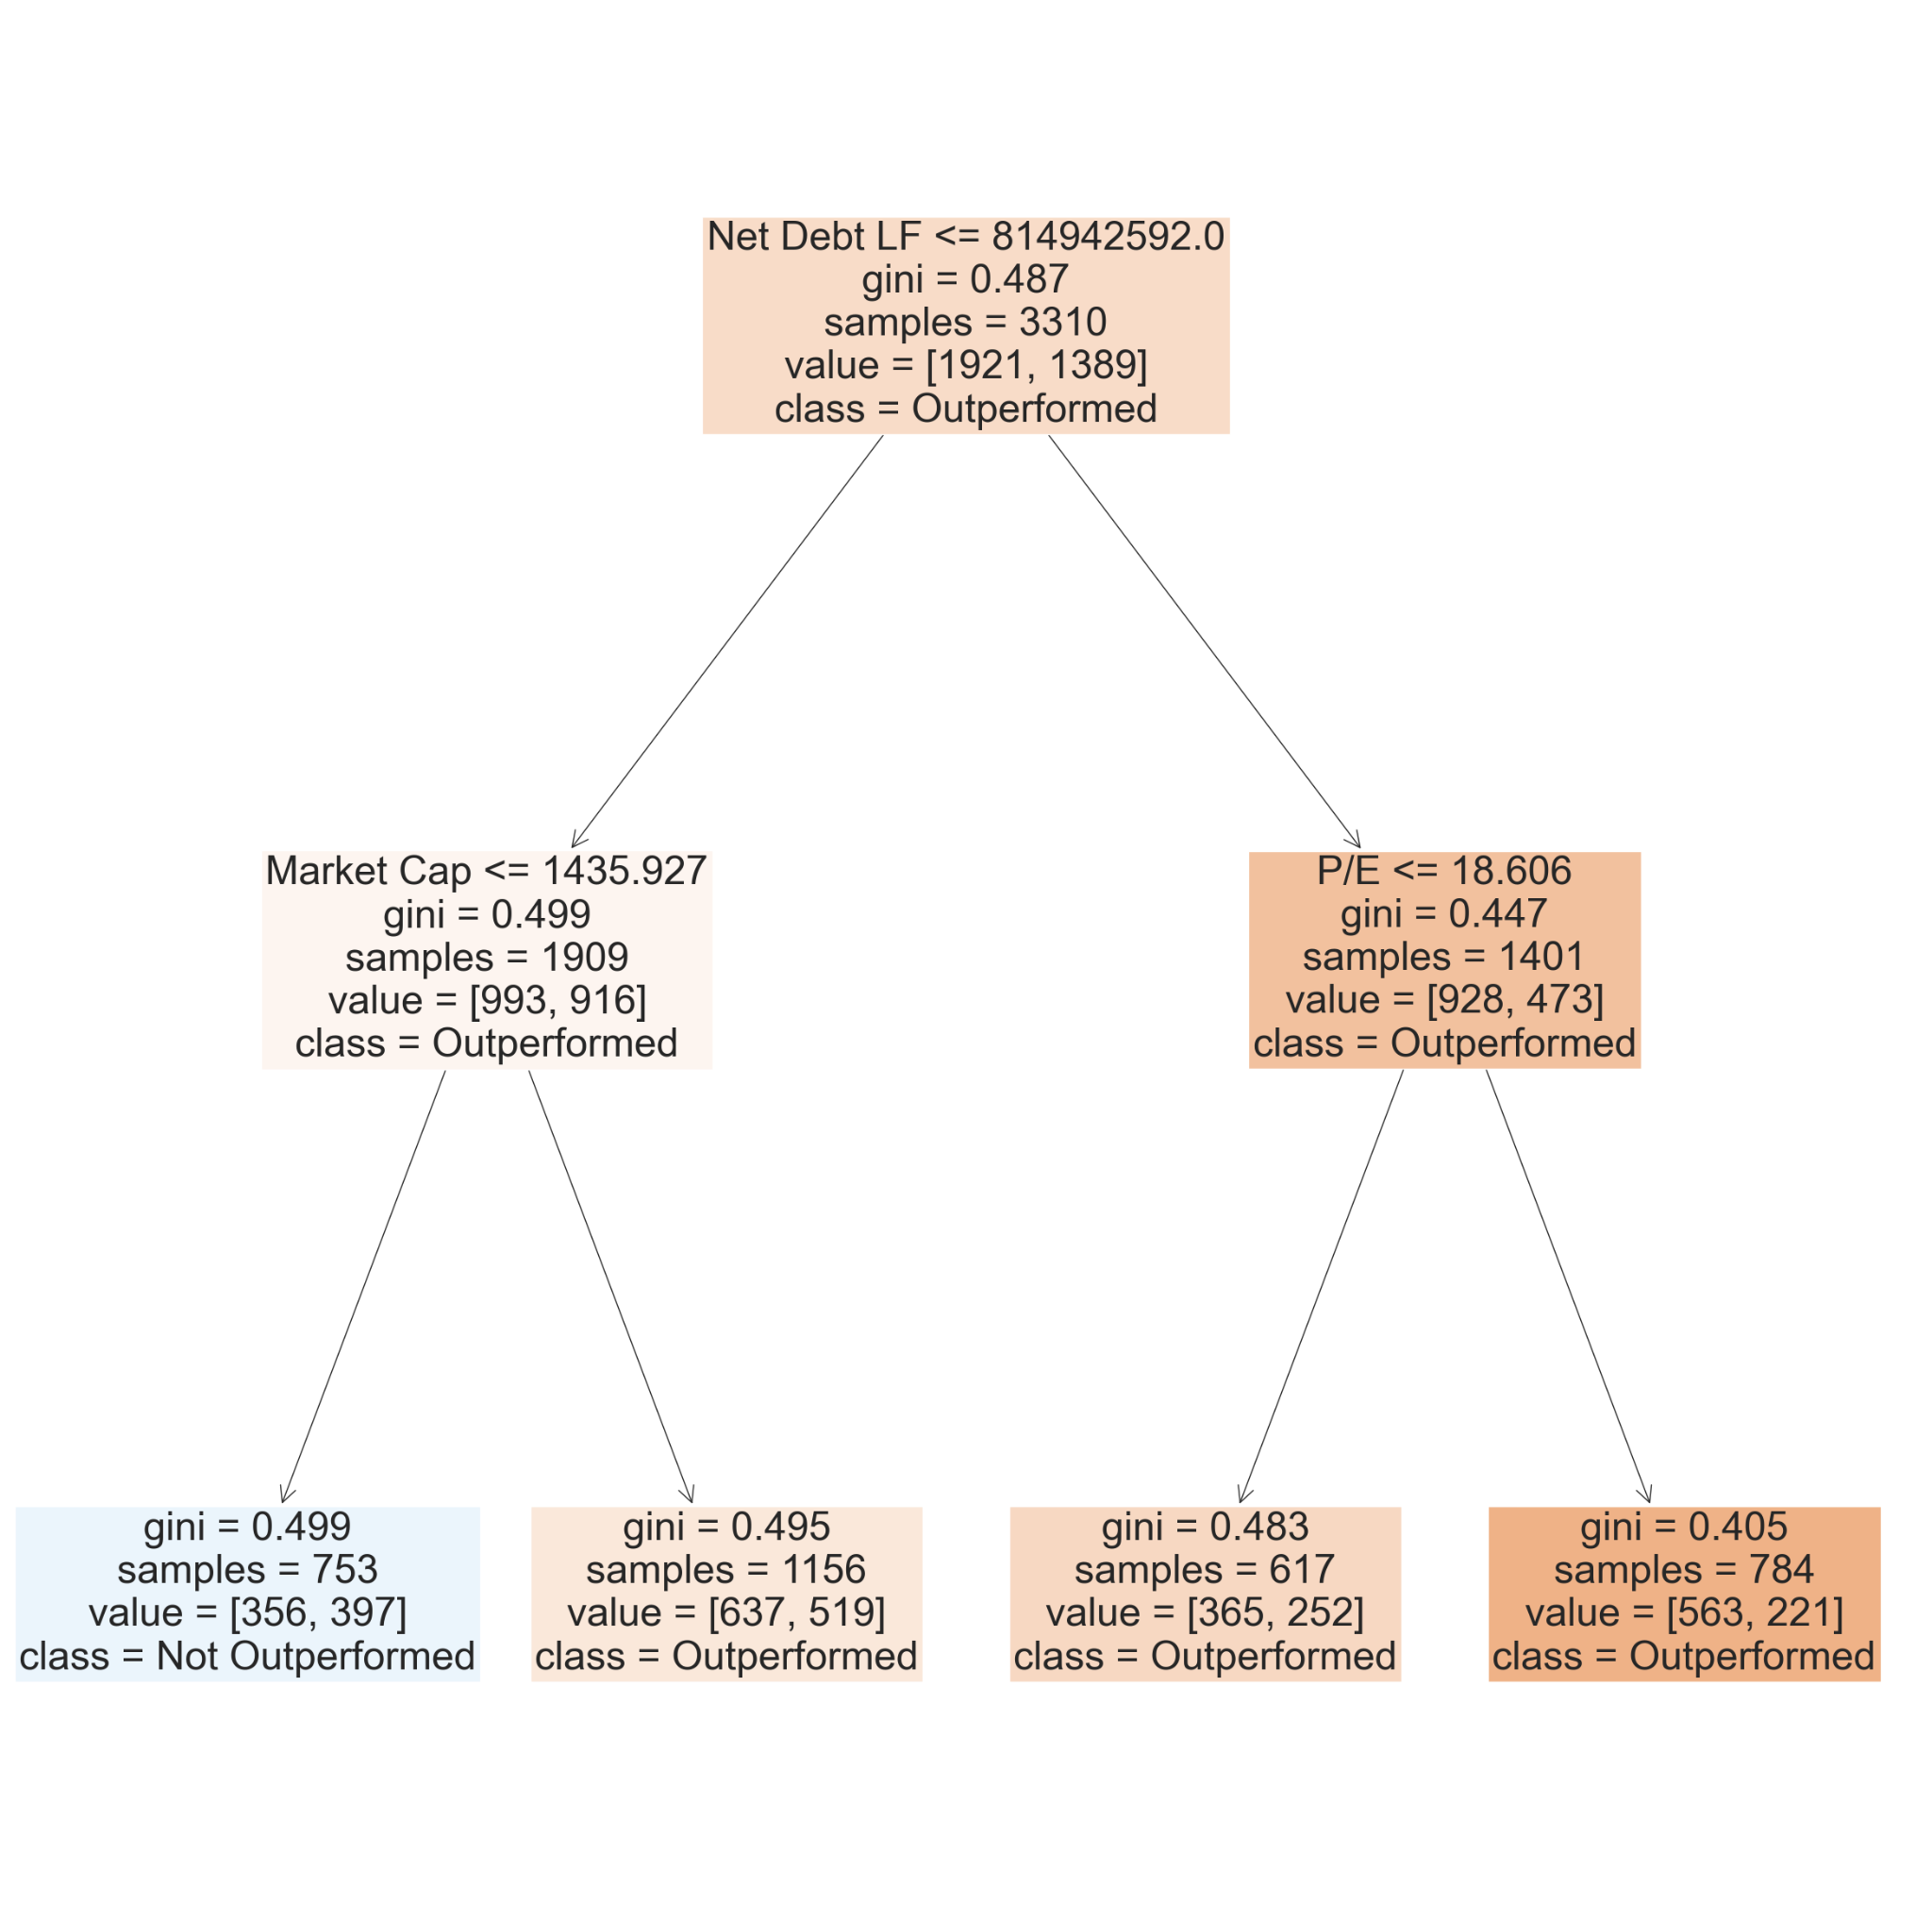 Net Debt LF <= 814942592.0
gini = 0.487
samples = 3310
value = [1921, 1389]
class = Outperformed
Market Cap <= 1435.927
gini = 0.499
samples = 1909
value = [993, 916]
class = Outperformed
P/E <= 18.606
gini = 0.447
samples = 1401
value = [928, 473]
class = Outperformed
gini = 0.499
samples = 753
value = [356, 397]
class = Not Outperformed
gini = 0.495
samples = 1156
value = [637, 519]
class = Outperformed
gini = 0.483
samples = 617
value = [365, 252]
class = Outperformed
gini = 0.405
samples = 784
value = [563, 221]
class = Outperformed